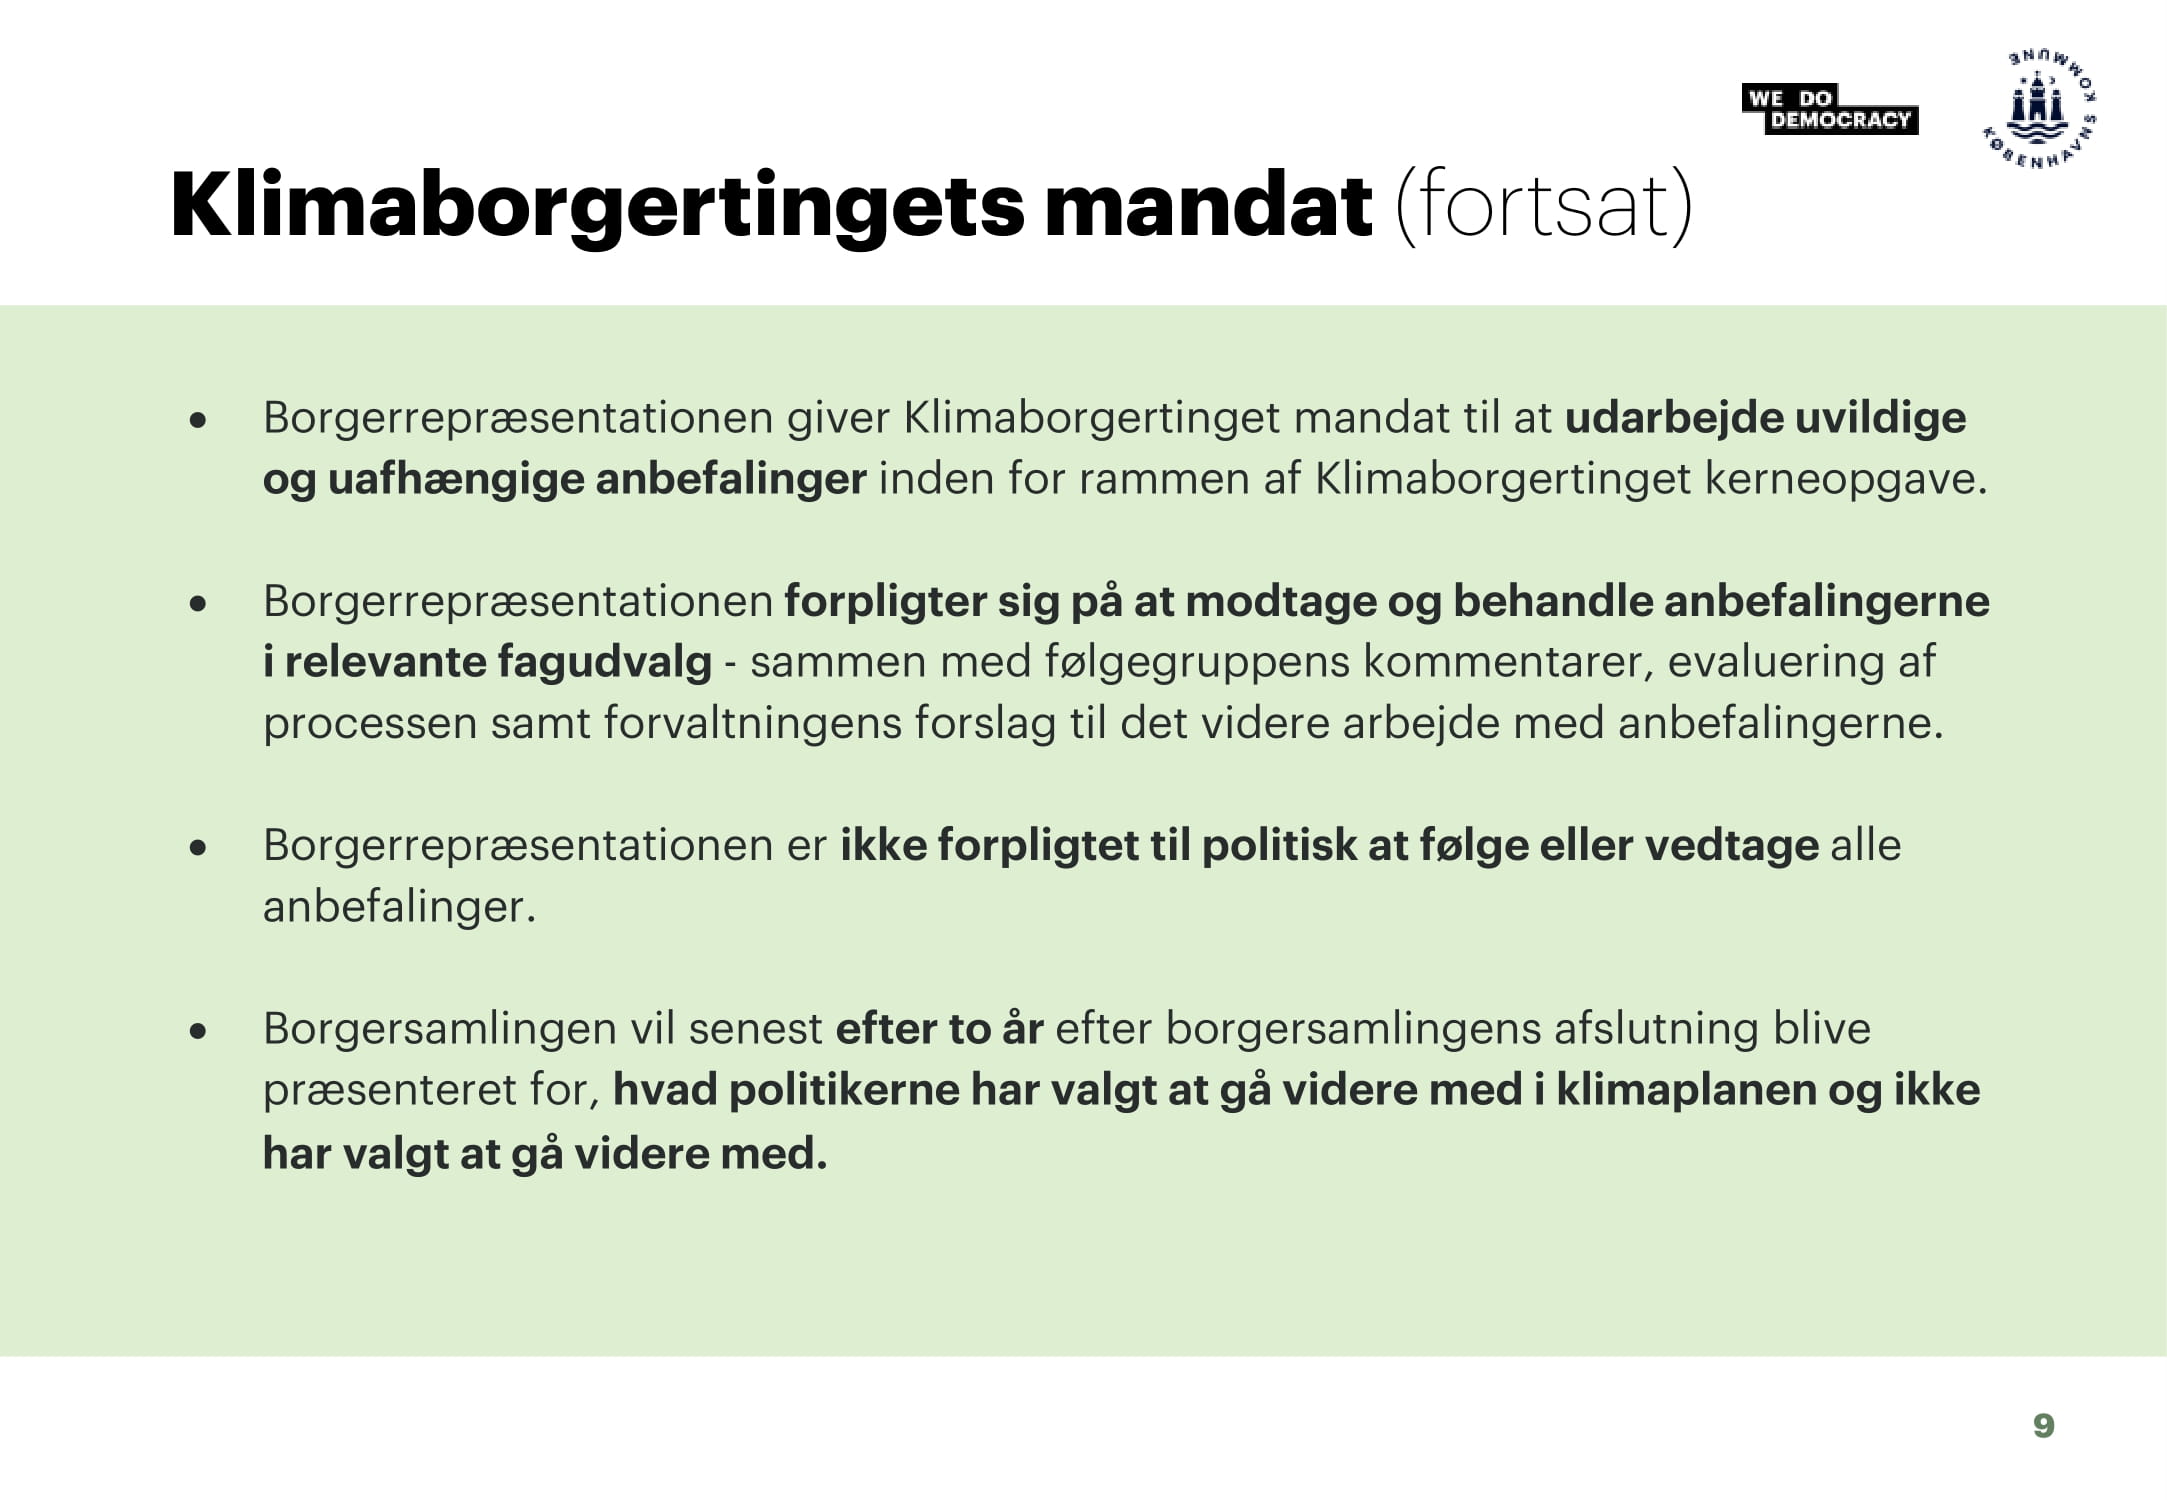 WE DO
DEMOCRACY
KØBENHAVNS KOMMUNE
Klimaborgertingets mandat (fortsat)
• Borgerrepræsentationen giver Klimaborgertinget mandat til at udarbejde uvildige
og uafhængige anbefalinger inden for rammen af Klimaborgertinget kerneopgave.
• Borgerrepræsentationen forpligter sig på at modtage og behandle anbefalingerne
i relevante fagudvalg - sammen med følgegruppens kommentarer, evaluering af
processen samt forvaltningens forslag til det videre arbejde med anbefalingerne.
• Borgerrepræsentationen er ikke forpligtet til politisk at følge eller vedtage alle
anbefalinger.
• Borgersamlingen vil senest efter to år efter borgersamlingens afslutning blive
præsenteret for, hvad politikerne har valgt at gå videre med i klimaplanen og ikke
har valgt at gå videre med.
9